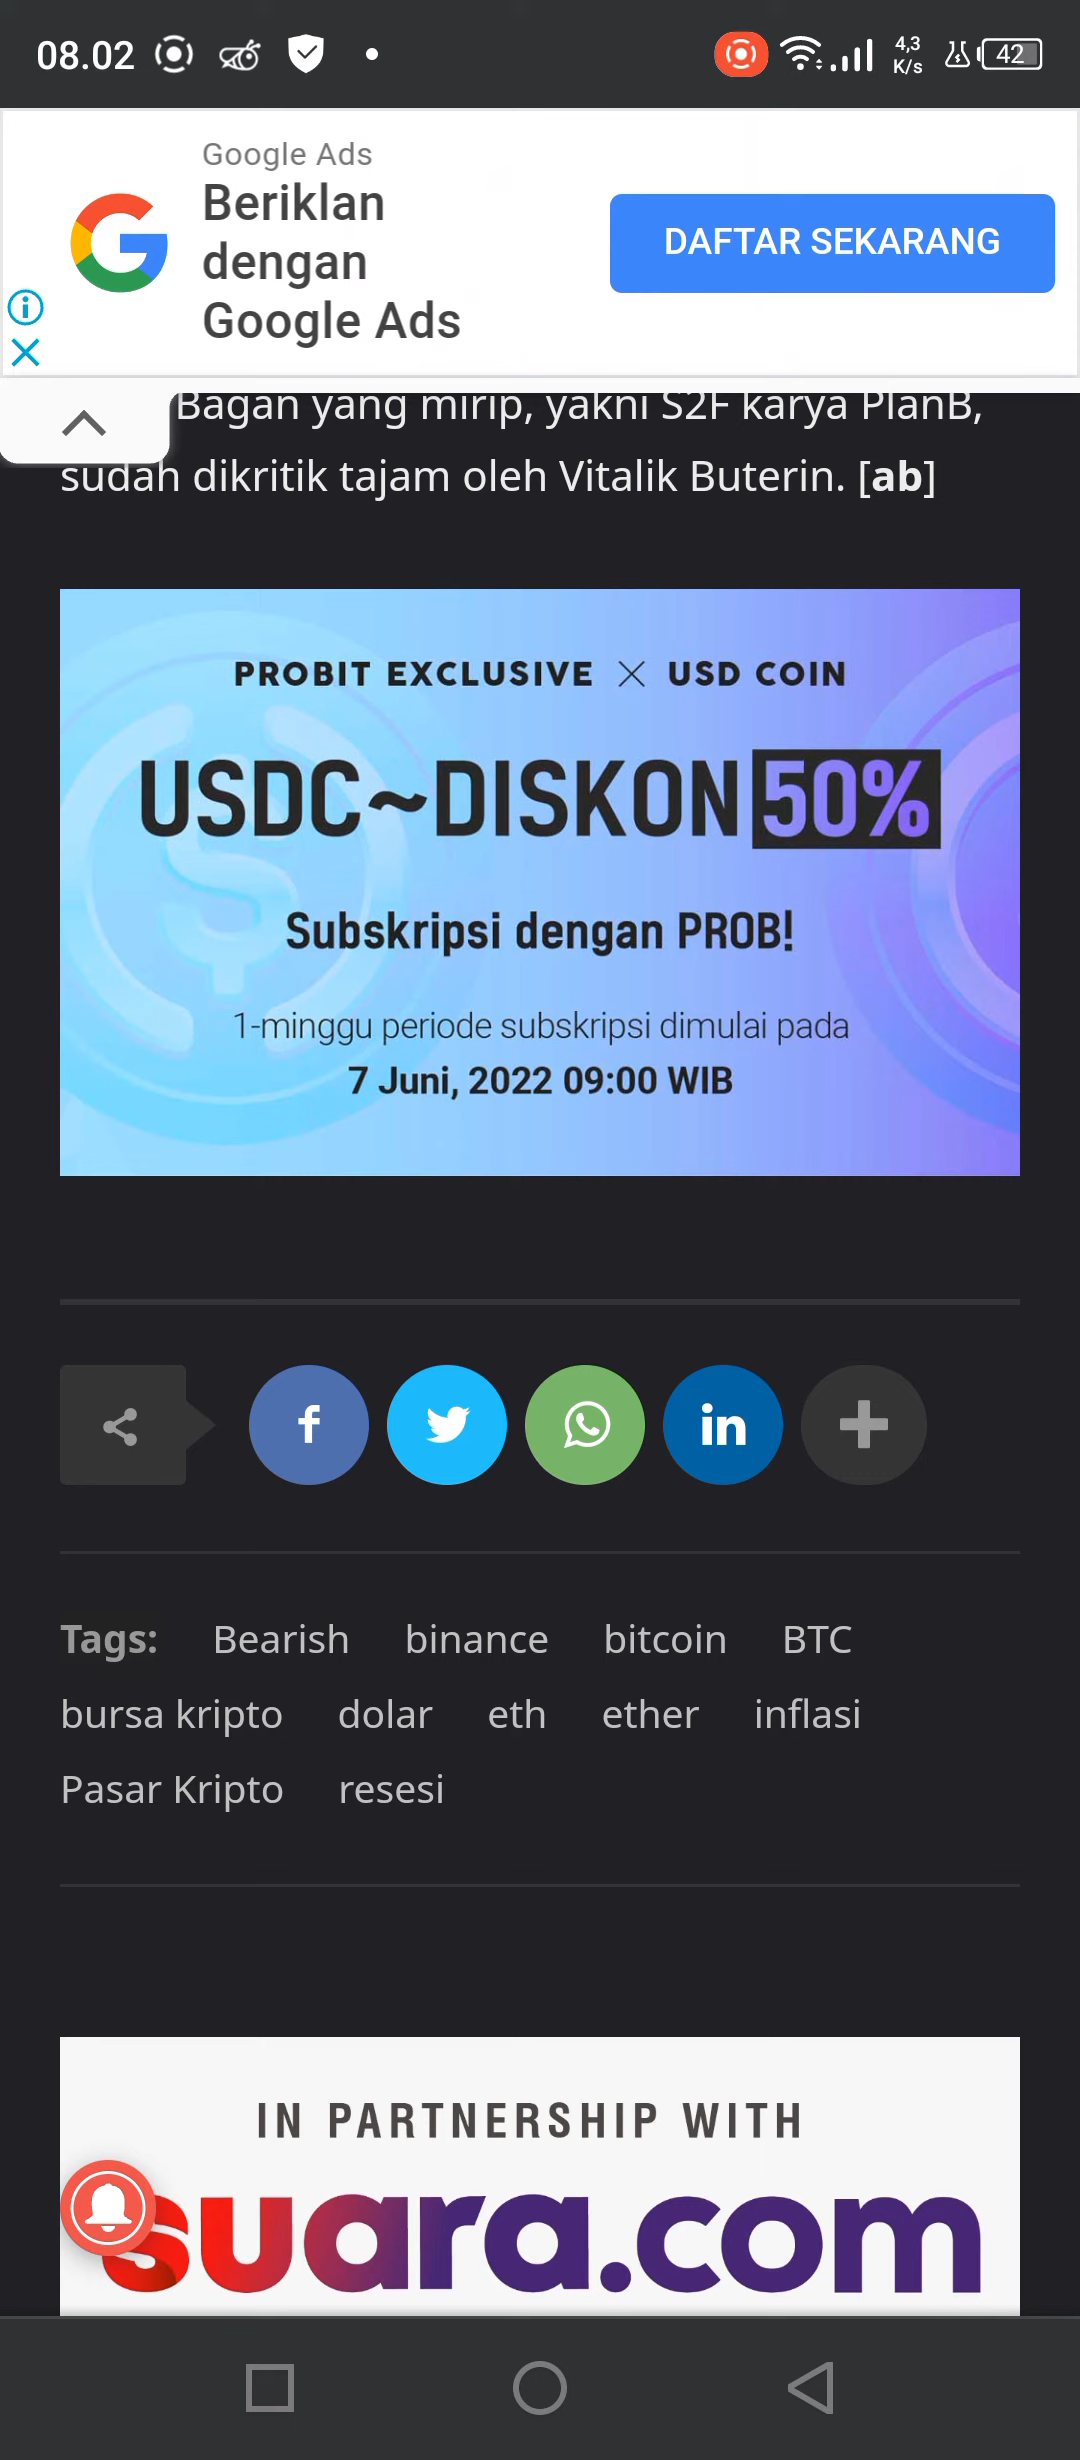 08.02
4,3
K/s
42
Google Ads
Beriklan
dengan
Google Ads
DAFTAR SEKARANG
Bagan yang mirip, yakni S2F karya PlanB,
sudah dikritik tajam oleh Vitalik Buterin. [ab]
PROBIT EXCLUSIVE × USD COIN
USDC~DISKON 50%
Subskripsi dengan PROB!
1-minggu periode subskripsi dimulai pada
7 Juni, 2022 09:00 WIB
Tags: Bearish binance bitcoin BTC
bursa kripto dolar eth ether inflasi
Pasar Kripto resesi
IN PARTNERSHIP WITH
suara.com